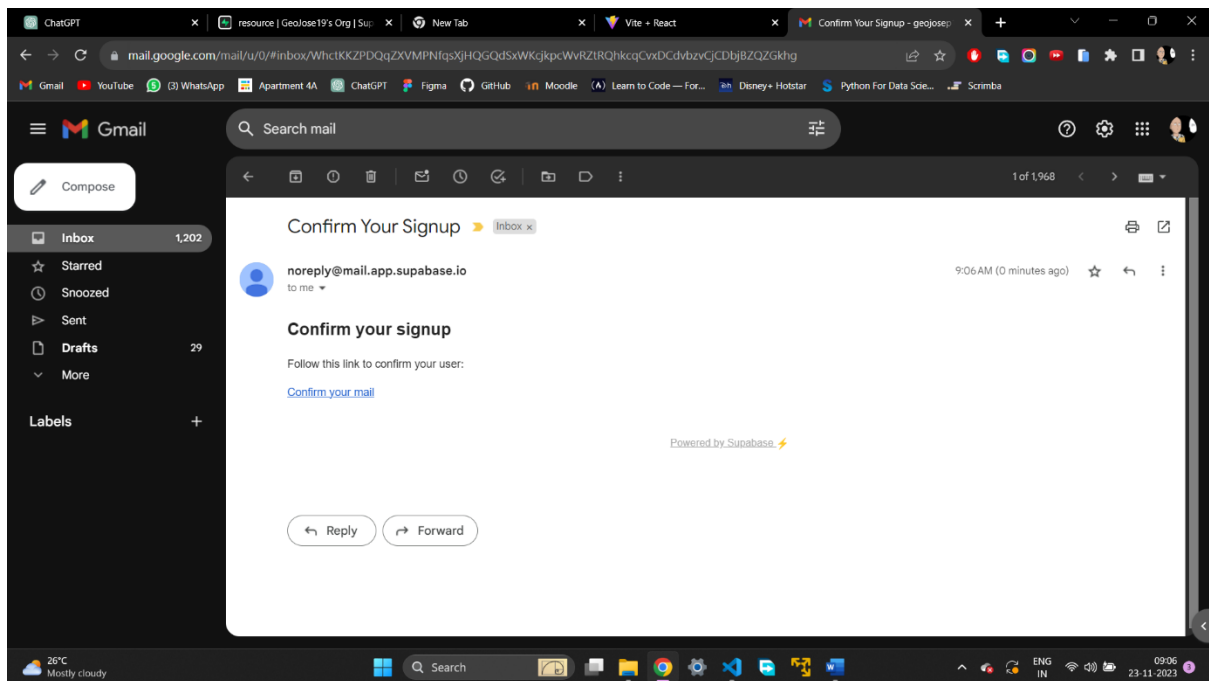 ChatGPT
resource | GeoJose19's Org | Sup
New Tab
Vite + React
Confirm Your Signup - geojosep
mail.google.com/mail/u/0/#inbox/WhctKKZPDQqZXVMPNfqsXjHQGQdSxWKcjkpcWvRZtRQhkcqCvxDCdvbzvCjCDbjBZQZGkhg
Gmail
YouTube
(3) WhatsApp
Apartment 4A
ChatGPT
Figma
GitHub
Moodle
Learn to Code — For...
Disney+ Hotstar
Python For Data Scie...
Scrimba
Gmail
Search mail
Compose
1 of 1,968
Inbox 1,202
Starred
Snoozed
Sent
Drafts 29
More
Labels
Confirm Your Signup
Inbox x
noreply@mail.app.supabase.io
9:06 AM (0 minutes ago)
to me
Confirm your signup
Follow this link to confirm your user:
Confirm your mail
Powered by Supabase ⚡
Reply
Forward
26°C
Mostly cloudy
Search
ENG
IN
09:06
23-11-2023
3